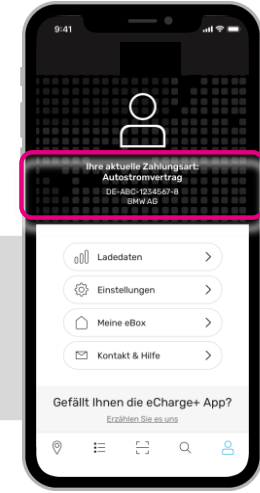 9:41
Ihre aktuelle Zahlungsart:
Autostromvertrag
DE-ABC-1234567-8
BMW AG
Ladedaten
Einstellungen
Meine eBox
Kontakt & Hilfe
Gefällt Ihnen die eCharge+ App?
Erzählen Sie es uns